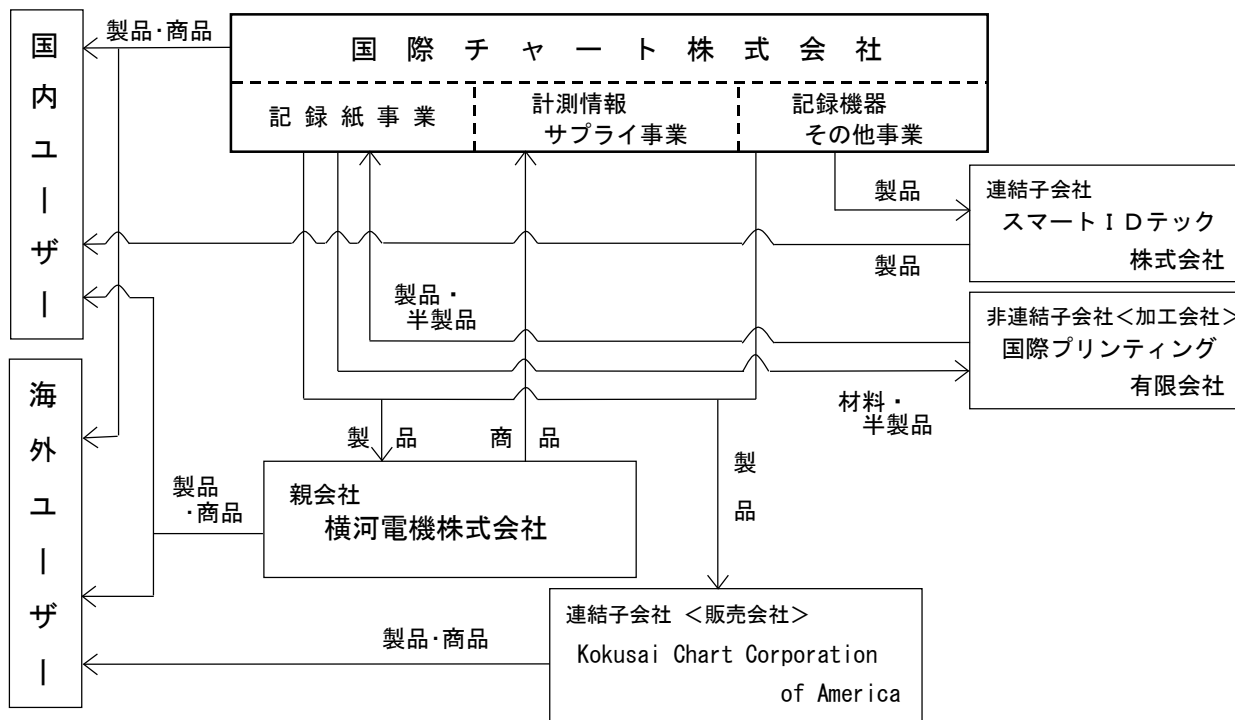 国内ユーザー
製品・商品
国際チャート株式会社
記録紙事業
計測情報
サプライ事業
記録機器
その他事業
製品
連結子会社
スマートＩＤテック
株式会社
製品
製品・
半製品
非連結子会社＜加工会社＞
国際プリンティング
有限会社
材料・
半製品
海外ユーザー
製品
商品
製品
製品
・商品
親会社
横河電機株式会社
連結子会社 ＜販売会社＞
Kokusai Chart Corporation
of America
製品・商品